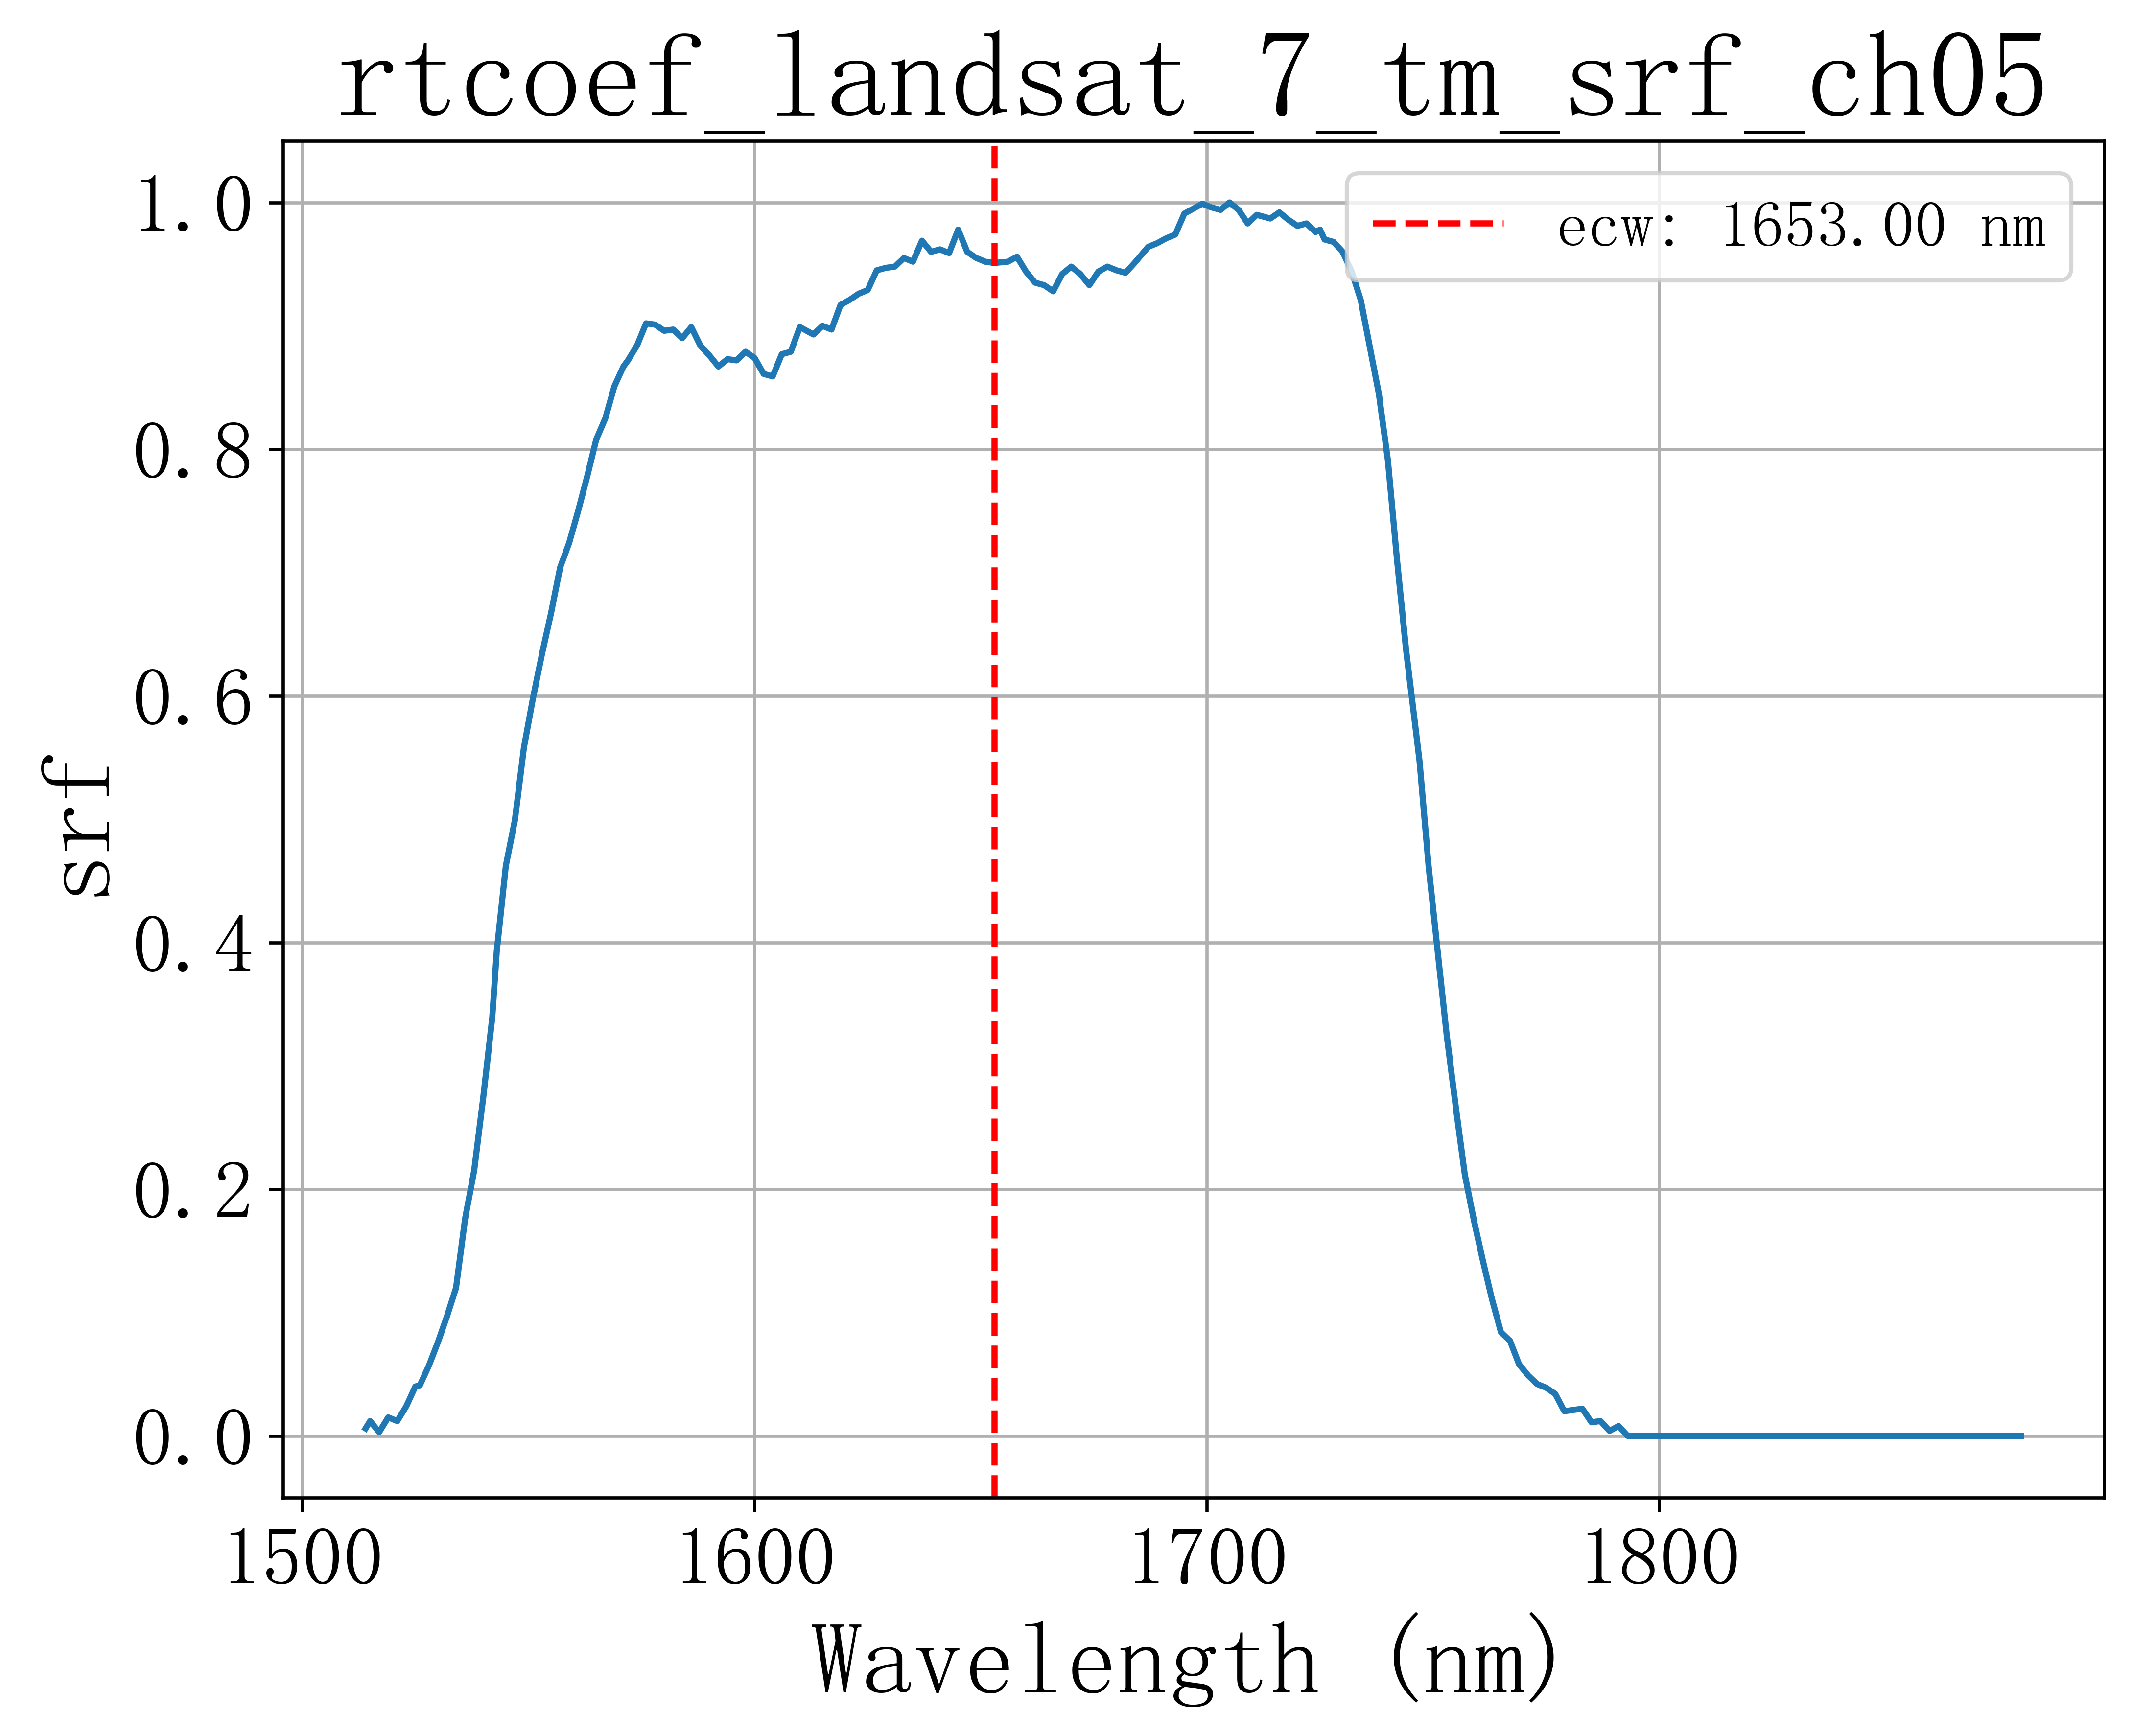 rtcoef_landsat_7_tm_srf_ch05
ecw: 1653.00 nm
1.0
0.8
0.6
0.4
0.2
0.0
srf
1500 1600 1700 1800
Wavelength (nm)